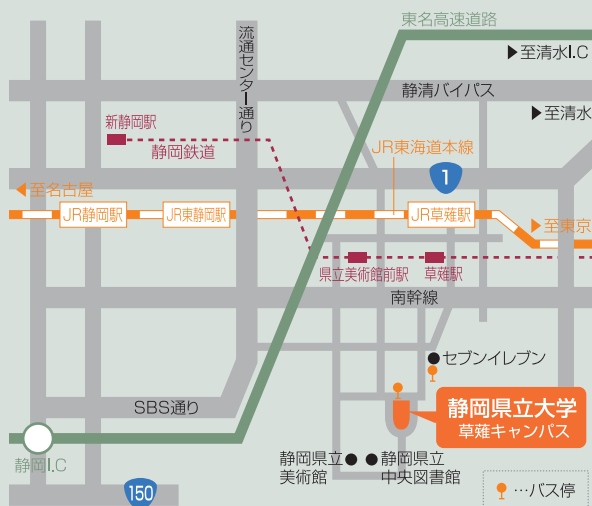 東名高速道路
▶至清水I.C
流通センター通り
静清バイパス
▶至清水
新静岡駅
静岡鉄道
JR東海道本線
1
◀至名古屋
JR静岡駅
JR東静岡駅
JR草薙駅
▶至東京
県立美術館前駅
草薙駅
南幹線
セブンイレブン
SBS通り
静岡県立大学
草薙キャンパス
静岡I.C
静岡県立
美術館
静岡県立
中央図書館
150
…バス停